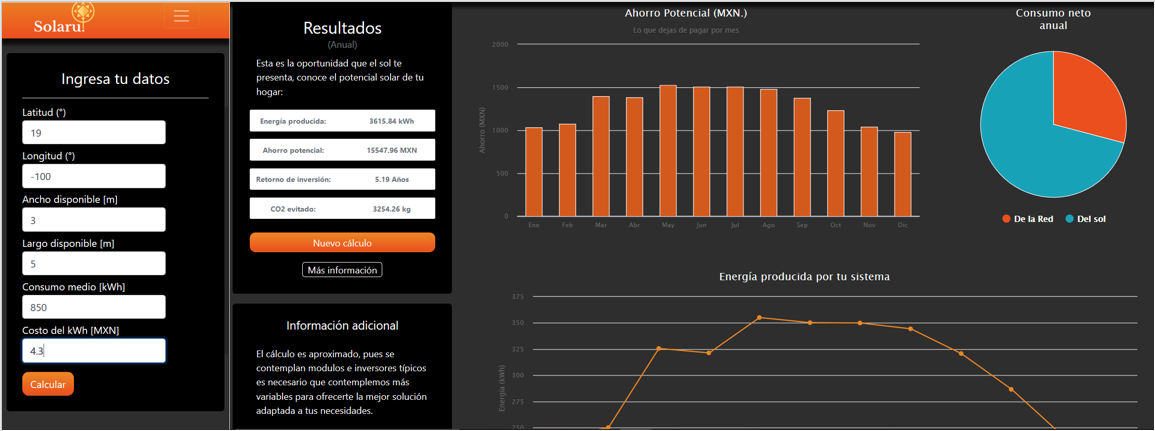 Solaru!
Ingresa tu datos
Latitud (°)
19
Longitud (°)
-100
Ancho disponible [m]
3
Largo disponible [m]
5
Consumo medio [kWh]
850
Costo del kWh [MXN]
4.3
Calcular
Resultados
(Anual)
Esta es la oportunidad que el sol te
presenta, conoce el potencial solar de tu
hogar:
Energía producida: 3615.84 kWh
Ahorro potencial: 15547.96 MXN
Retorno de inversión: 5.19 Años
CO2 evitado: 3254.26 kg
Nuevo cálculo
Más información
Información adicional
El cálculo es aproximado, pues se
contemplan modulos e inversores típicos
es necesario que contemplemos más
variables para ofrecerte la mejor solución
adaptada a tus necesidades.
Ahorro Potencial (MXN.)
Lo que dejas de pagar por mes
Ahorro (MXN)
2000
1500
1000
500
0
Ene Feb Mar Abr May Jun Jul Ago Sep Oct Nov Dic
Consumo neto
anual
De la Red Del sol
Energía producida por tu sistema
Energía (kWh)
375
350
325
300
275
250